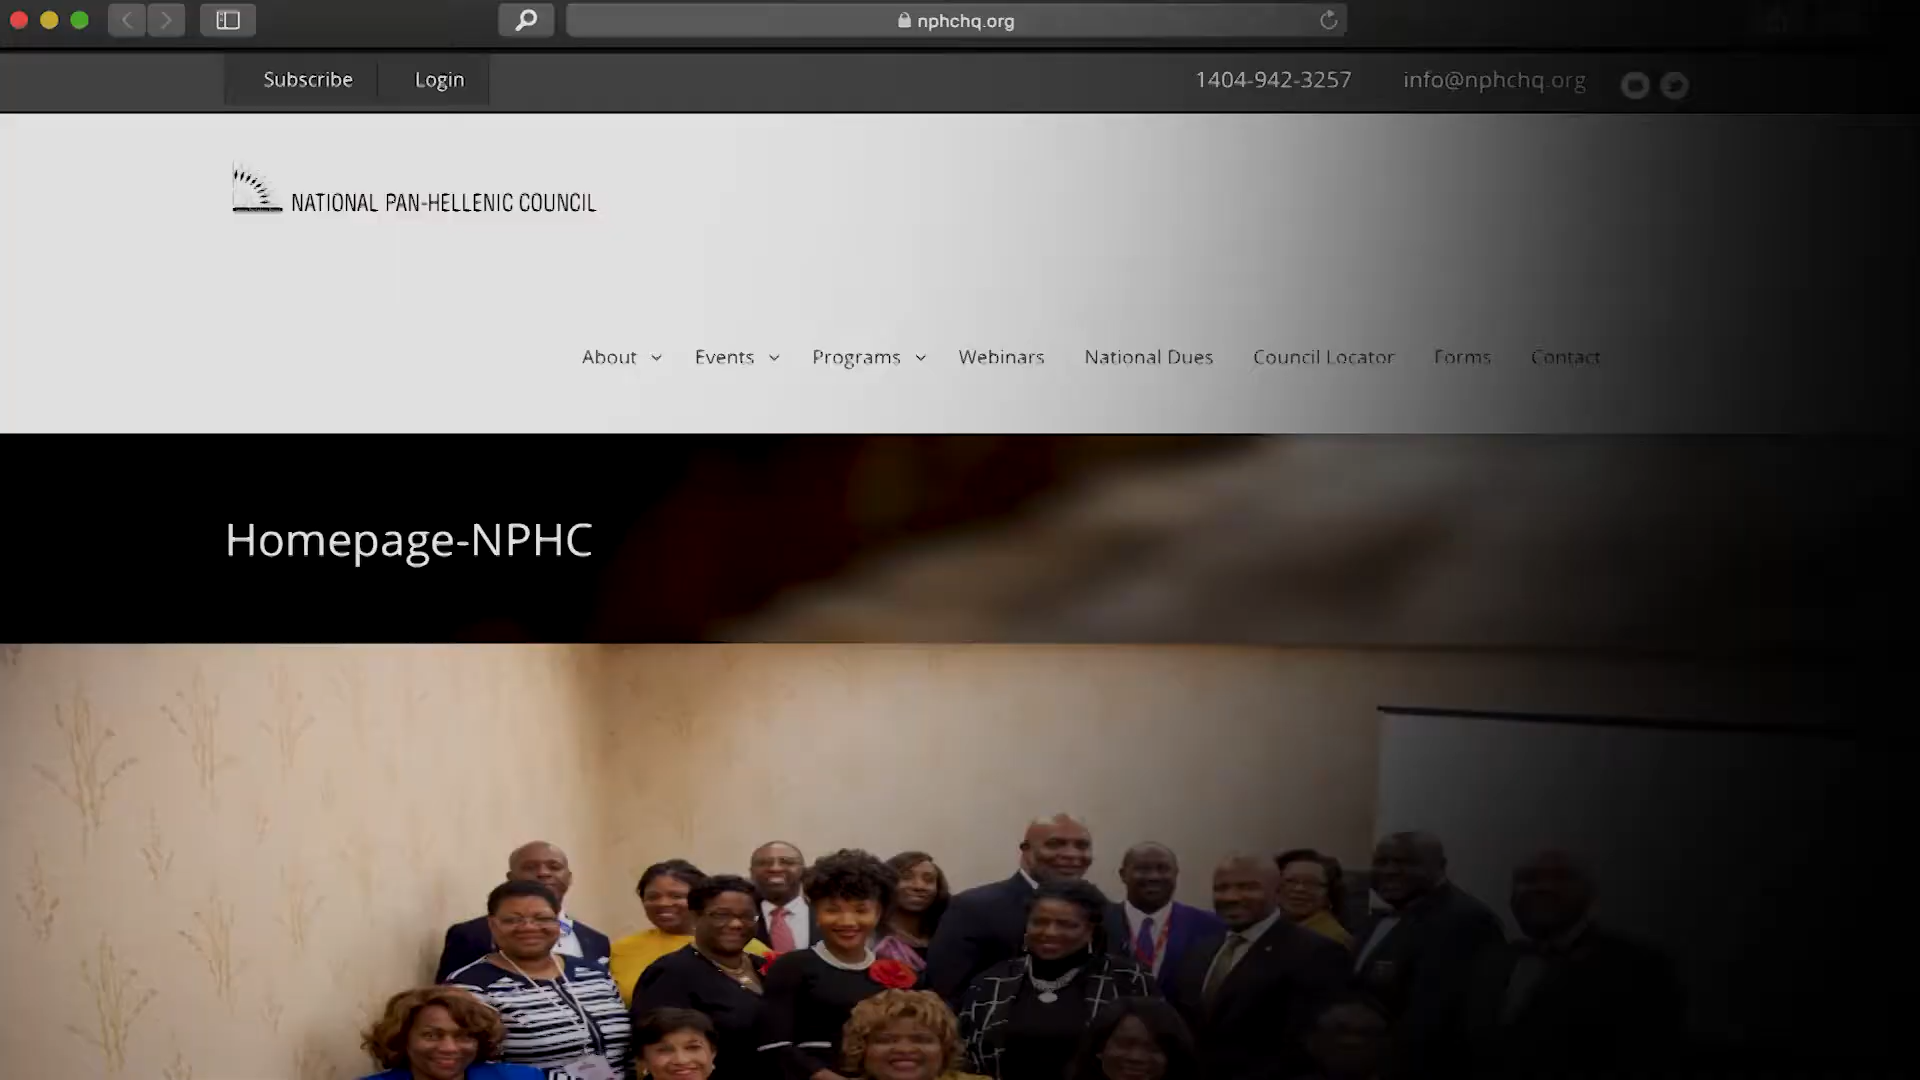 nphchq.org
Subscribe Login 1404-942-3257 info@nphchq.org
NATIONAL PAN-HELLENIC COUNCIL
About Events Programs Webinars National Dues Council Locator Forms Contact
Homepage-NPHC